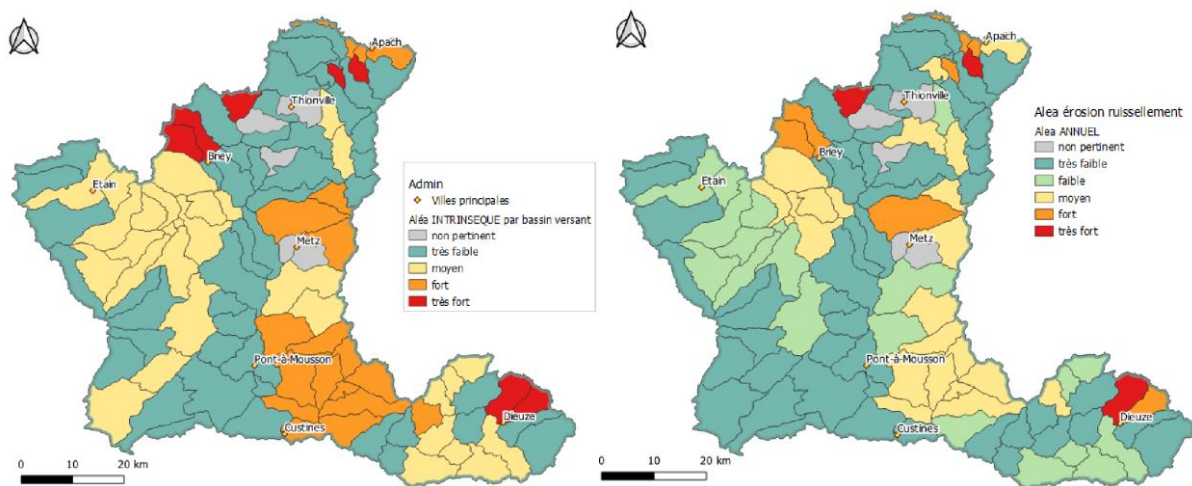 Apach
Thionville
Briey
Etain
Metz
Pont-à-Mousson
Custines
Dieuze
Admin
Villes principales
Aléa INTRINSEQUE par bassin versant
non pertinent
très faible
moyen
fort
très fort
0 10 20 km
Apach
Thionville
Briey
Etain
Metz
Pont-à-Mousson
Custines
Dieuze
Alea érosion ruissellement
Alea ANNUEL
non pertinent
très faible
faible
moyen
fort
très fort
0 10 20 km